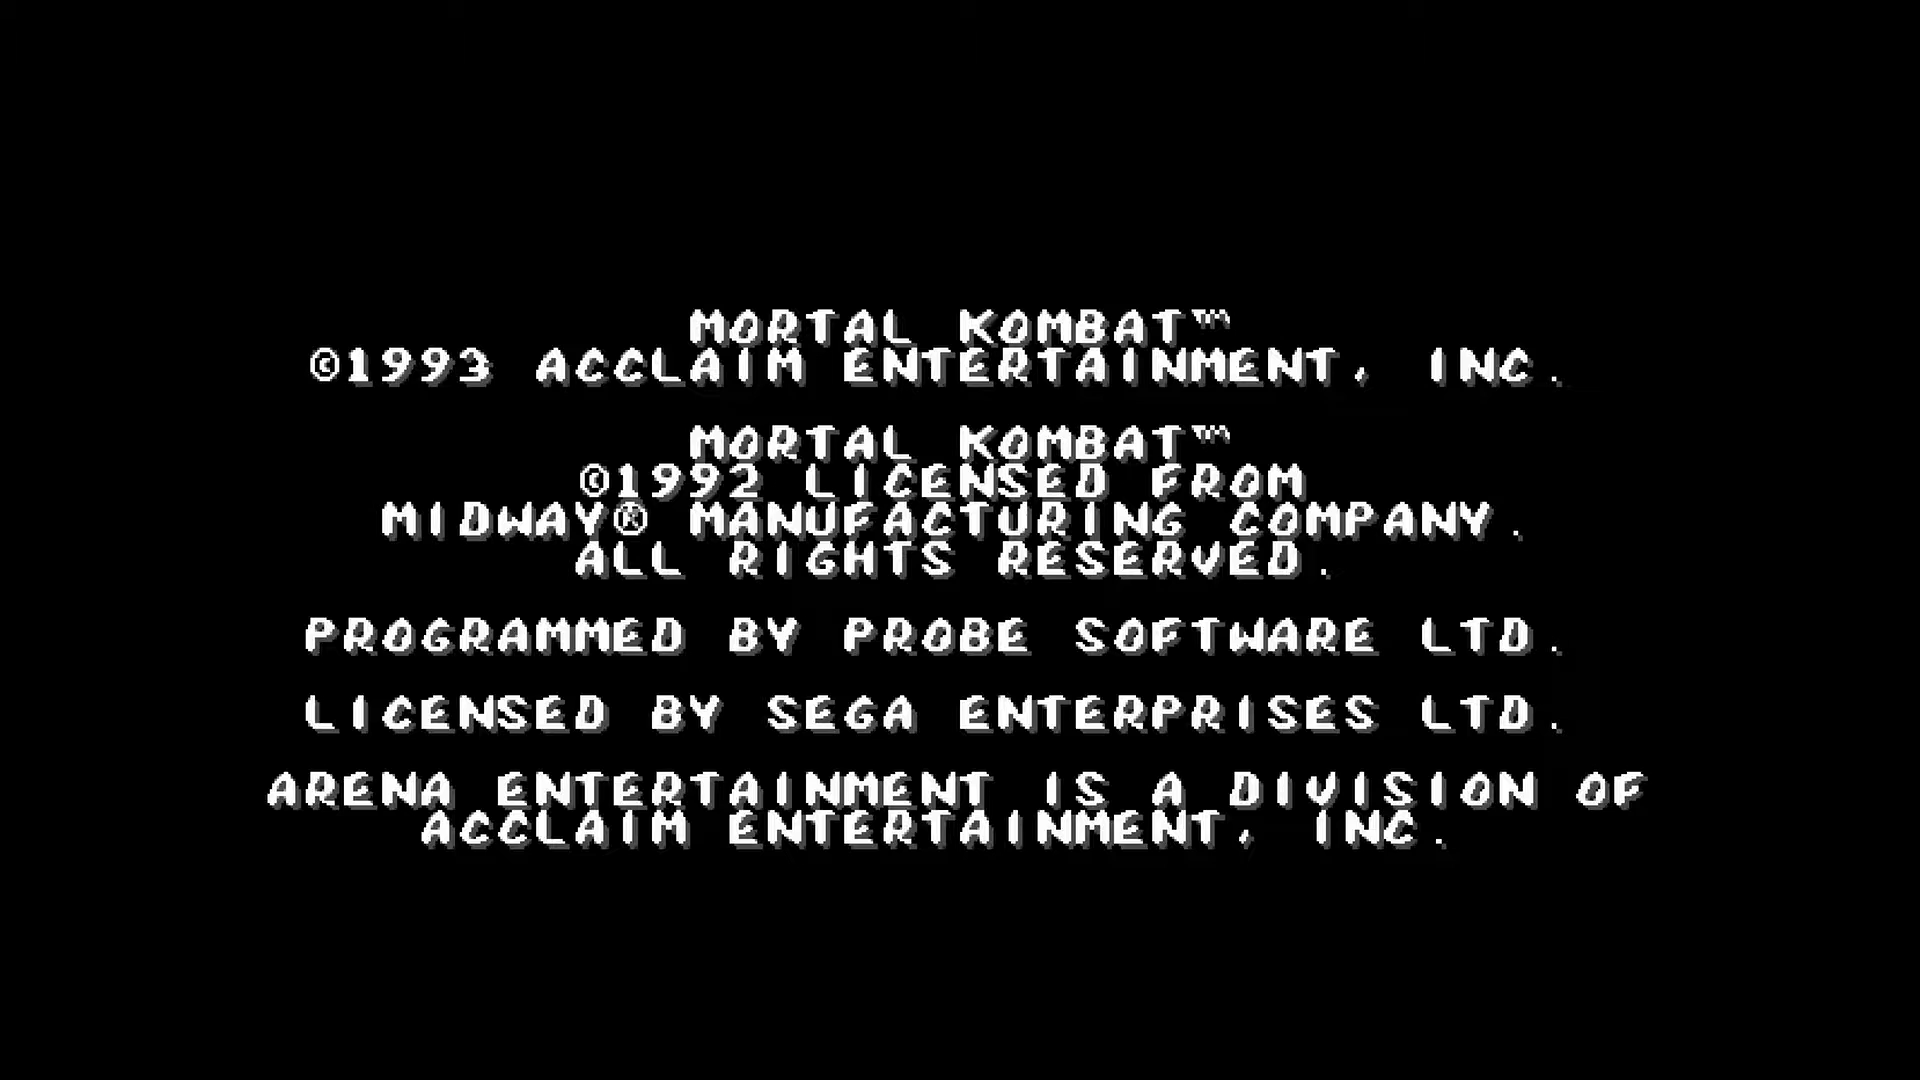 MORTAL KOMBAT™
©1993 ACCLAIM ENTERTAINMENT, INC.
MORTAL KOMBAT™
©1992 LICENSED FROM
MIDWAY® MANUFACTURING COMPANY.
ALL RIGHTS RESERVED.
PROGRAMMED BY PROBE SOFTWARE LTD.
LICENSED BY SEGA ENTERPRISES LTD.
ARENA ENTERTAINMENT IS A DIVISION OF
ACCLAIM ENTERTAINMENT, INC.